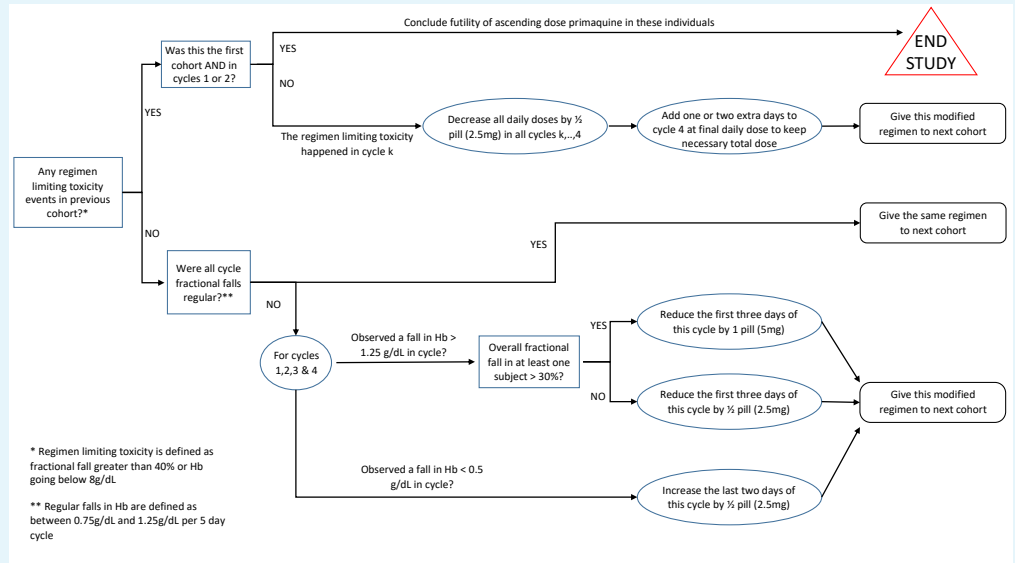 Conclude futility of ascending dose primaquine in these individuals
END
STUDY
Was this the first
cohort AND in
cycles 1 or 2?
YES
NO
YES
The regimen limiting toxicity
happened in cycle k
Decrease all daily doses by ½
pill (2.5mg) in all cycles k,..,4
Add one or two extra days to
cycle 4 at final daily dose to keep
necessary total dose
Give this modified
regimen to next cohort
Any regimen
limiting toxicity
events in previous
cohort?*
NO
Were all cycle
fractional falls
regular?**
YES
Give the same regimen
to next cohort
NO
For cycles
1,2,3 & 4
Observed a fall in Hb >
1.25 g/dL in cycle?
Overall fractional
fall in at least one
subject > 30%?
YES
Reduce the first three days of
this cycle by 1 pill (5mg)
NO
Reduce the first three days of
this cycle by ½ pill (2.5mg)
Give this modified
regimen to next cohort
Observed a fall in Hb < 0.5
g/dL in cycle?
Increase the last two days of
this cycle by ½ pill (2.5mg)
* Regimen limiting toxicity is defined as
fractional fall greater than 40% or Hb
going below 8g/dL
** Regular falls in Hb are defined as
between 0.75g/dL and 1.25g/dL per 5 day
cycle